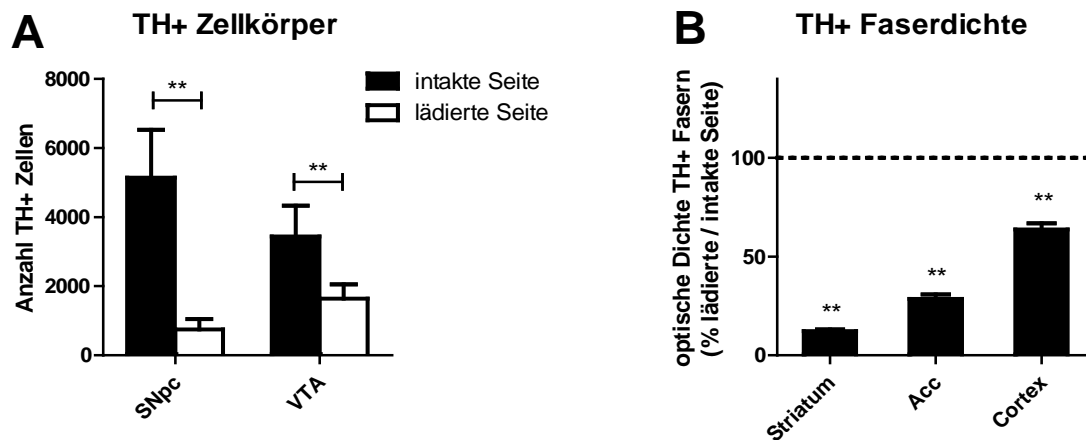 A
TH+ Zellkörper
Anzahl TH+ Zellen
8000
6000
4000
2000
0
**
**
intakte Seite
lädierte Seite
SNpc
VTA
B
TH+ Faserdichte
optische Dichte TH+ Fasern
(% lädierte / intakte Seite)
100
50
0
**
**
**
Striatum
Acc
Cortex